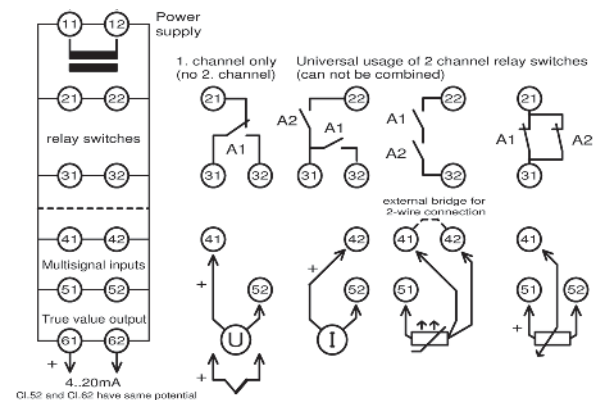 11 12 Power
supply
1. channel only
(no 2. channel)
Universal usage of 2 channel relay switches
(can not be combined)
21 22 21 22 22 21
relay switches
A1
A2
A1
A1
A2
A1
A2
31 32 31 32 31 32 32 31
external bridge for
2-wire connection
41 42 41 42 41 42 41
Multisignal inputs
+
+
51 52 52 52 51 51 52
True value output
61 62
U
I
+
+
4..20mA
+
Cl.52 and Cl.62 have same potential